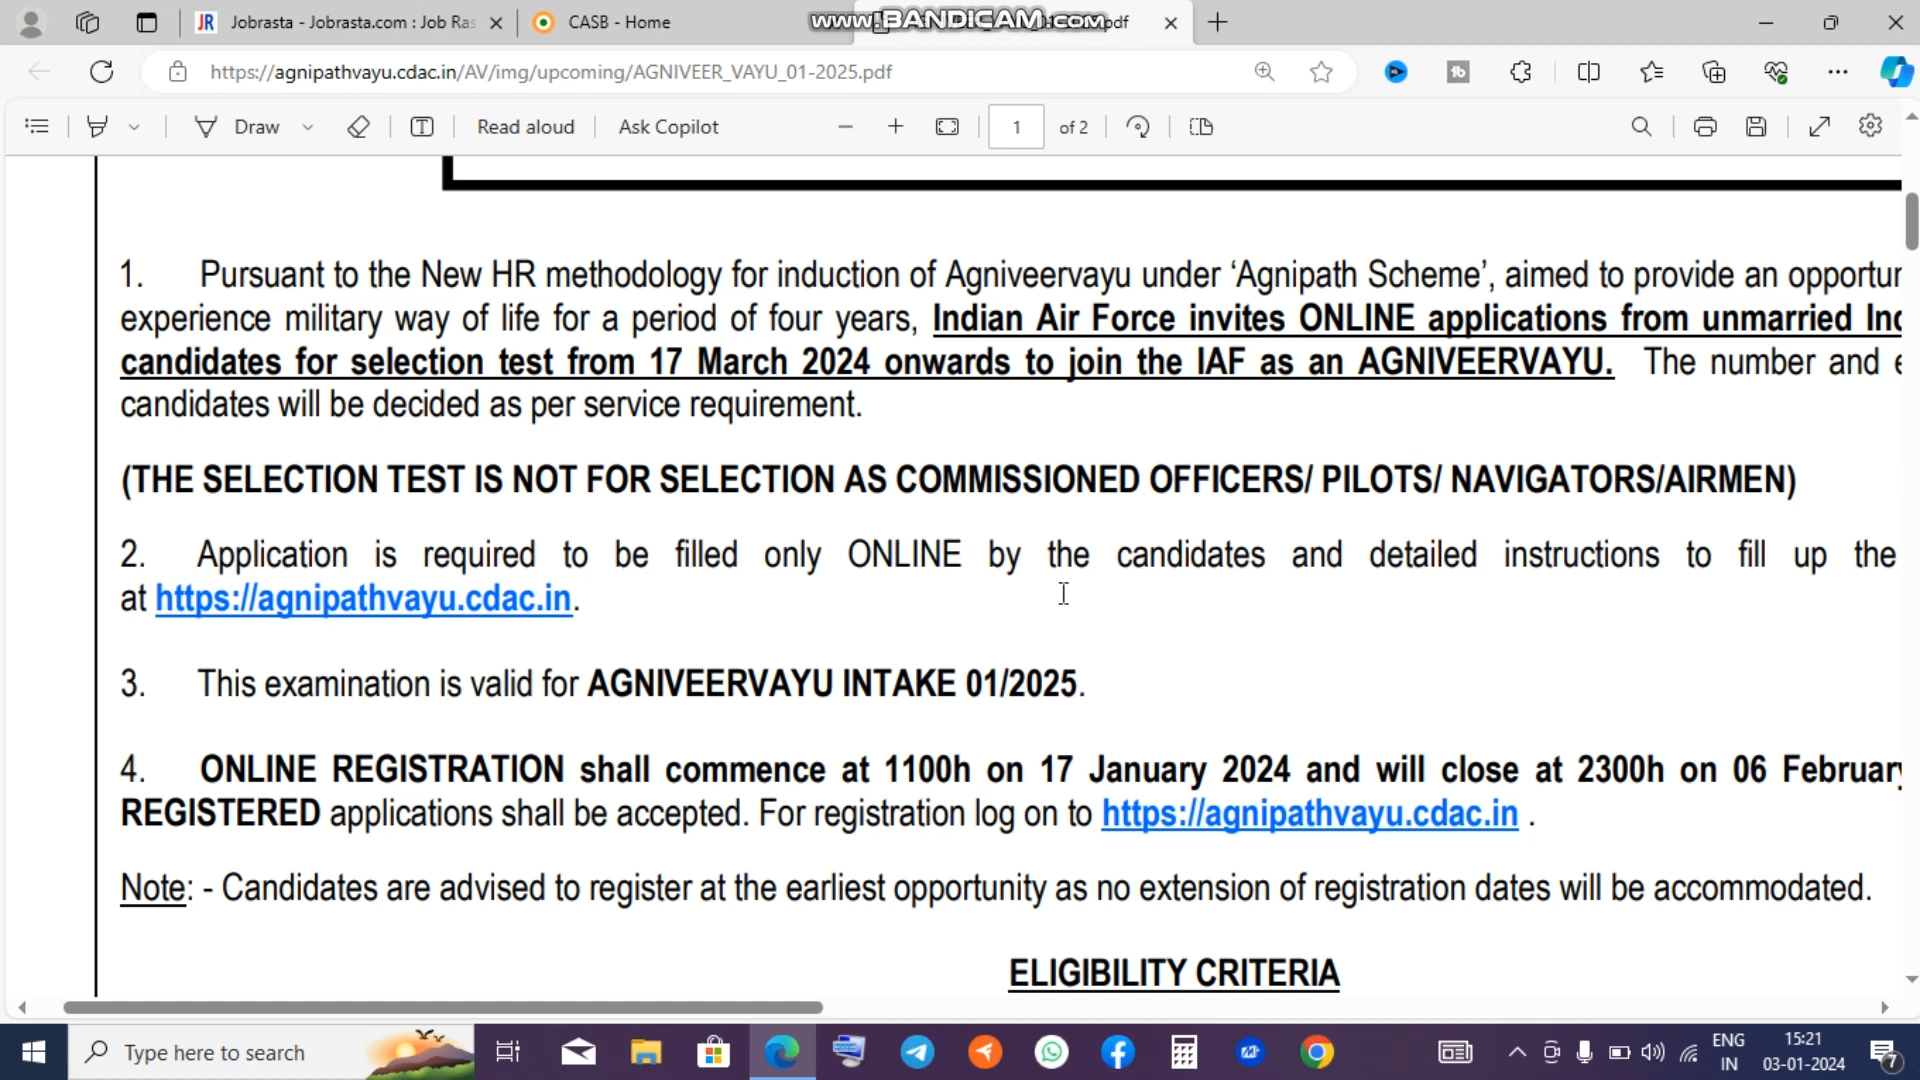 Jobrasta - Jobrasta.com : Job Ras
CASB - Home
www.BANDICAM.com
pdf
https://agnipathvayu.cdac.in/AV/img/upcoming/AGNIVEER_VAYU_01-2025.pdf
Draw
Read aloud
Ask Copilot
1
of 2
1. Pursuant to the New HR methodology for induction of Agniveervayu under ‘Agnipath Scheme’, aimed to provide an opportun
experience military way of life for a period of four years, Indian Air Force invites ONLINE applications from unmarried Ind
candidates for selection test from 17 March 2024 onwards to join the IAF as an AGNIVEERVAYU. The number and e
candidates will be decided as per service requirement.
(THE SELECTION TEST IS NOT FOR SELECTION AS COMMISSIONED OFFICERS/ PILOTS/ NAVIGATORS/AIRMEN)
2. Application is required to be filled only ONLINE by the candidates and detailed instructions to fill up the
at https://agnipathvayu.cdac.in.
3. This examination is valid for AGNIVEERVAYU INTAKE 01/2025.
4. ONLINE REGISTRATION shall commence at 1100h on 17 January 2024 and will close at 2300h on 06 February
REGISTERED applications shall be accepted. For registration log on to https://agnipathvayu.cdac.in .
Note: - Candidates are advised to register at the earliest opportunity as no extension of registration dates will be accommodated.
ELIGIBILITY CRITERIA
Type here to search
ENG
IN
15:21
03-01-2024
7